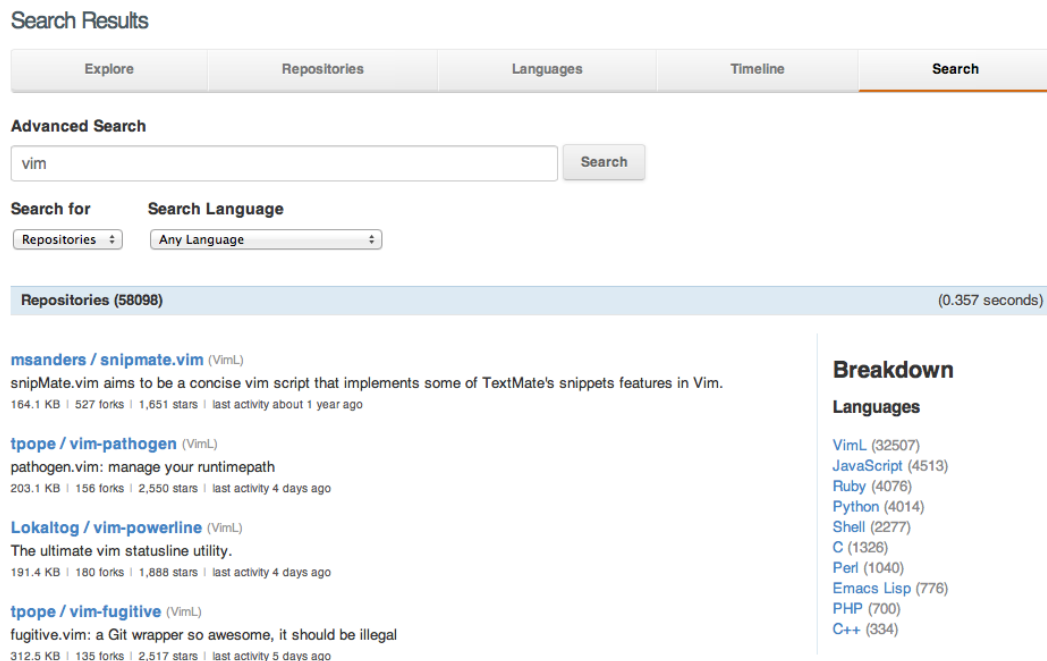 Search Results
Explore Repositories Languages Timeline Search
Advanced Search
vim Search
Search for Search Language
Repositories Any Language
Repositories (58098) (0.357 seconds)
msanders / snipmate.vim (VimL)
snipMate.vim aims to be a concise vim script that implements some of TextMate's snippets features in Vim.
164.1 KB | 527 forks | 1,651 stars | last activity about 1 year ago
tpope / vim-pathogen (VimL)
pathogen.vim: manage your runtimepath
203.1 KB | 156 forks | 2,550 stars | last activity 4 days ago
Lokaltog / vim-powerline (VimL)
The ultimate vim statusline utility.
191.4 KB | 180 forks | 1,888 stars | last activity 4 days ago
tpope / vim-fugitive (VimL)
fugitive.vim: a Git wrapper so awesome, it should be illegal
312.5 KB | 135 forks | 2,517 stars | last activity 5 days ago
Breakdown
Languages
VimL (32507)
JavaScript (4513)
Ruby (4076)
Python (4014)
Shell (2277)
C (1326)
Perl (1040)
Emacs Lisp (776)
PHP (700)
C++ (334)